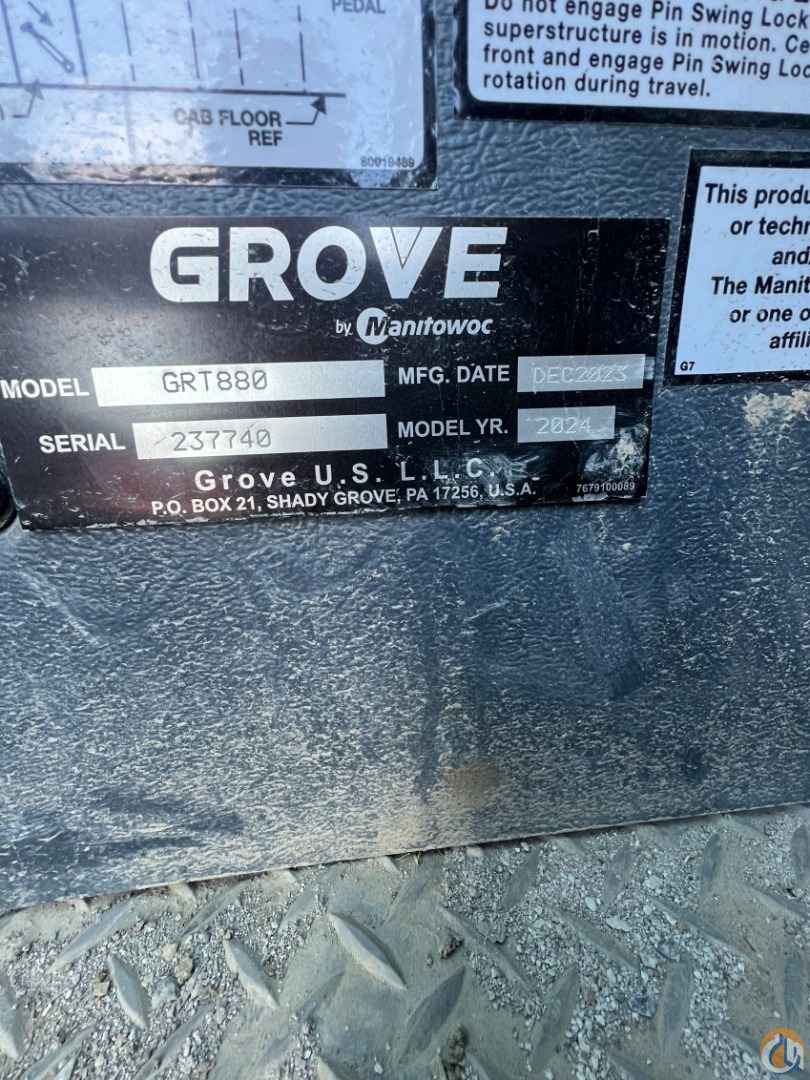 PEDAL
CAB FLOOR
REF
80019489
Do not engage Pin Swing Lock
superstructure is in motion. Ce
front and engage Pin Swing Loc
rotation during travel.
This produ
or techn
and/
The Manit
or one o
affili
G7
GROVE
by Manitowoc
MODEL GRT880 MFG. DATE DEC2023
SERIAL 237740 MODEL YR. 2024
Grove U.S. L.L.C.
P.O. BOX 21, SHADY GROVE, PA 17256, U.S.A. 7679100089